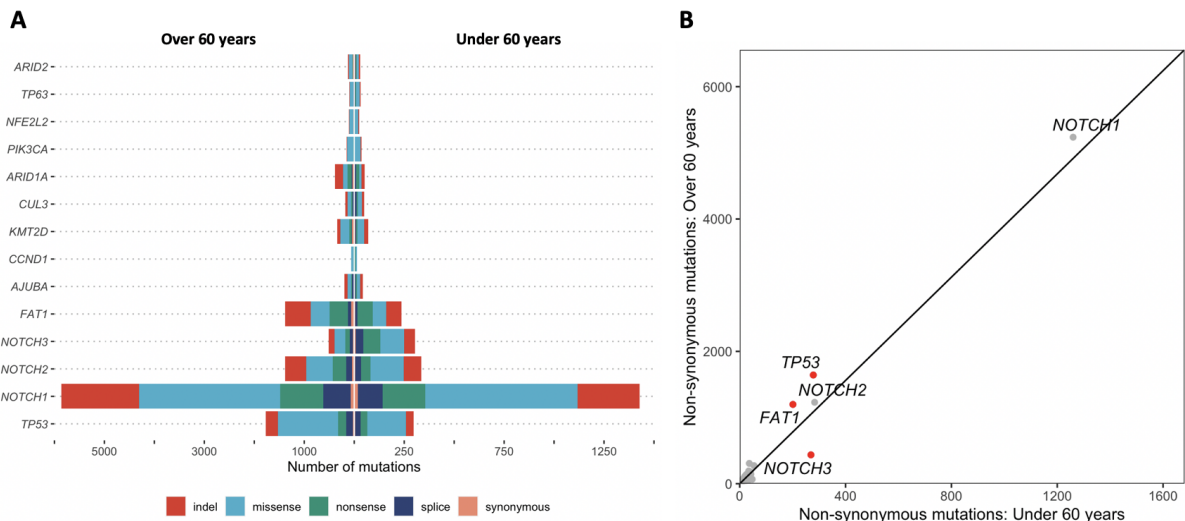 A
Over 60 years
Under 60 years
ARID2
TP63
NFE2L2
PIK3CA
ARID1A
CUL3
KMT2D
CCND1
AJUBA
FAT1
NOTCH3
NOTCH2
NOTCH1
TP53
5000 3000 1000 250 750 1250
Number of mutations
indel missense nonsense splice synonymous
B
Non-synonymous mutations: Over 60 years
6000
4000
2000
0
NOTCH1
TP53
NOTCH2
FAT1
NOTCH3
0 400 800 1200 1600
Non-synonymous mutations: Under 60 years